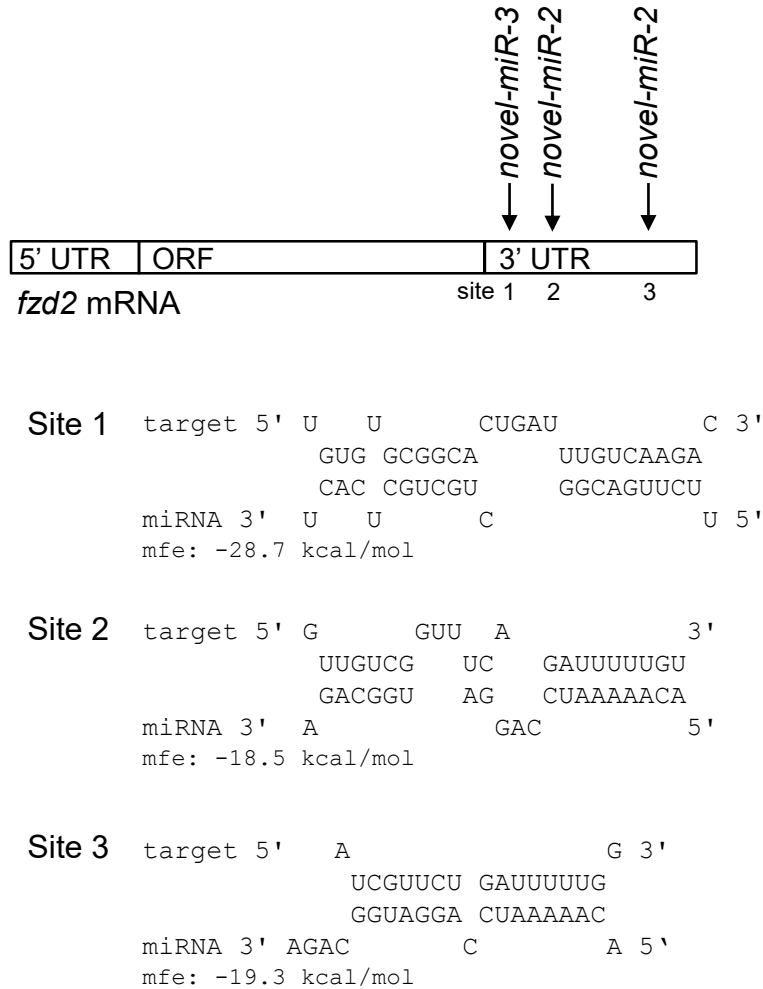 novel-miR-3
novel-miR-2
novel-miR-2
5' UTR ORF 3' UTR
fzd2 mRNA site 1 2 3
Site 1 target 5' U U CUGAU C 3'
GUG GCGGCA UUGUCAAGA
CAC CGUCGU GGCAGUUCU
miRNA 3' U U C U 5'
mfe: -28.7 kcal/mol
Site 2 target 5' G GUU A 3'
UUGUCG UC GAUUUUUGU
GACGGU AG CUAAAAACA
miRNA 3' A GAC 5'
mfe: -18.5 kcal/mol
Site 3 target 5' A G 3'
UCGUUCU GAUUUUUG
GGUAGGA CUAAAAAC
miRNA 3' AGAC C A 5‘
mfe: -19.3 kcal/mol